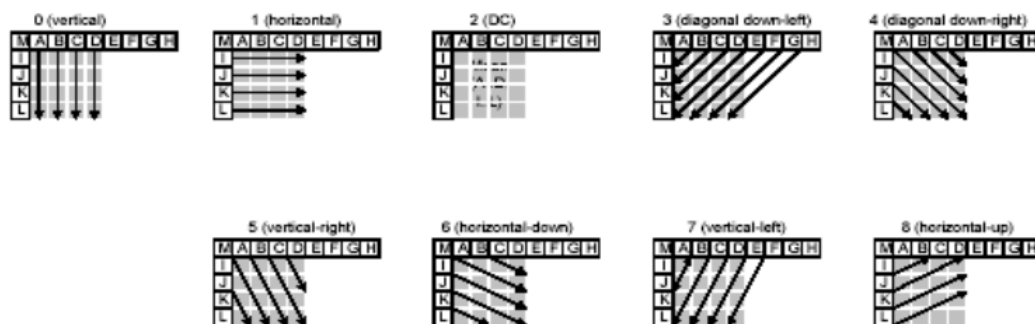 0 (vertical)
M A B C D E F G H
I
J
K
L
1 (horizontal)
M A B C D E F G H
I
J
K
L
2 (DC)
M A B C D E F G H
I
J
K
L
3 (diagonal down-left)
M A B C D E F G H
I
J
K
L
4 (diagonal down-right)
M A B C D E F G H
I
J
K
L
5 (vertical-right)
M A B C D E F G H
I
J
K
L
6 (horizontal-down)
M A B C D E F G H
I
J
K
L
7 (vertical-left)
M A B C D E F G H
I
J
K
L
8 (horizontal-up)
M A B C D E F G H
I
J
K
L